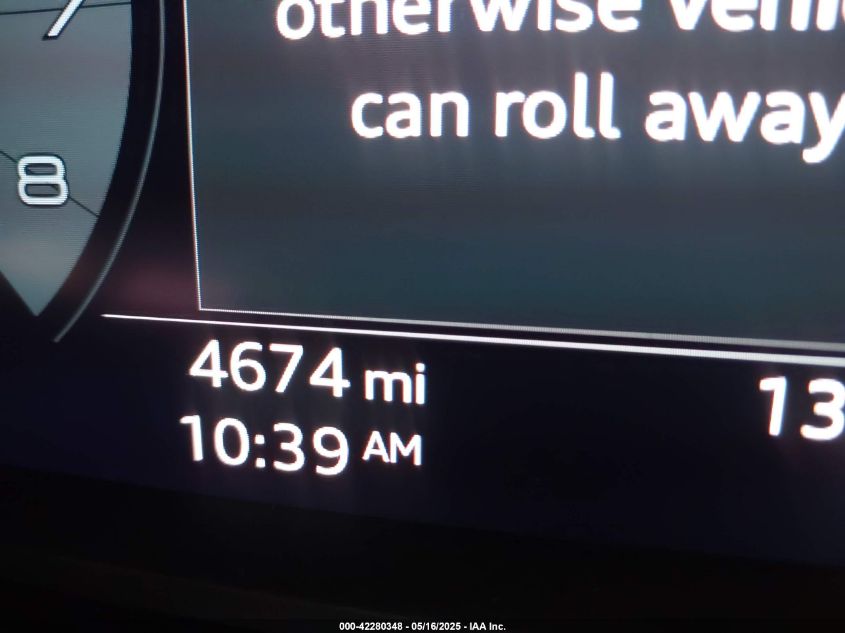 7
otherwise
can roll away
8
4674 mi
13
10:39 AM
000-42280348 - 05/16/2025 - IAA Inc.